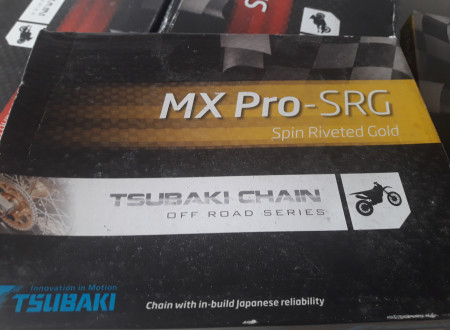 MX Pro-SRG
Spin Riveted Gold
TSUBAKI CHAIN
OFF ROAD SERIES
Innovation in Motion
TSUBAKI
Chain with in-build Japanese reliability